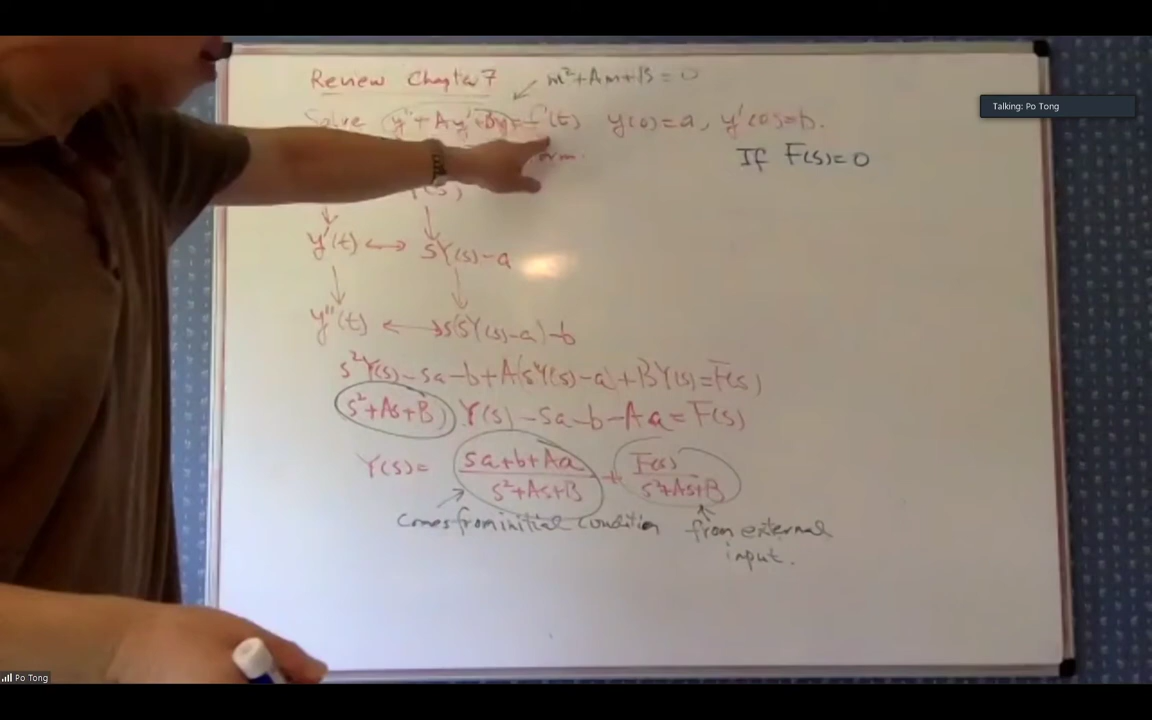 Review Chapter 7
m²+Am+B=0
Talking: Po Tong
Solve y''+Ay'+By=f(t) y(0)=a, y'(0)=b.
If F(s)=0
y'(t) ↔ sY(s)-a
y''(t) ↔ s(sY(s)-a)-b
s²Y(s)-sa-b+A(sY(s)-a)+BY(s)=F(s)
(s²+As+B) Y(s)-sa-b-Aa=F(s)
Y(s)= (sa+b+Aa)/(s²+As+B) + F(s)/(s²+As+B)
Comes from initial condition from external
input.
Po Tong